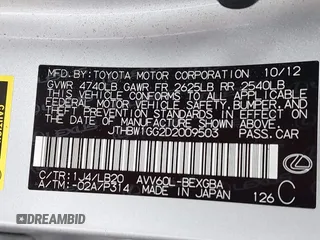 MFD. BY: TOYOTA MOTOR CORPORATION 10/12
GVWR 4740LB GAWR FR 2625LB RR 2540LB
THIS VEHICLE CONFORMS TO ALL APPLICABLE
FEDERAL MOTOR VEHICLE SAFETY, BUMPER, AND
THEFT PREVENTION STANDARDS IN EFFECT ON
THE DATE OF MANUFACTURE SHOWN ABOVE.
JTHBW1GG2D2009503 PASS. CAR
C/TR: 1J4/LB20 AVV60L-BEXGBA
A/TM: -02A/P314 MADE IN JAPAN 126 C
DREAMBID